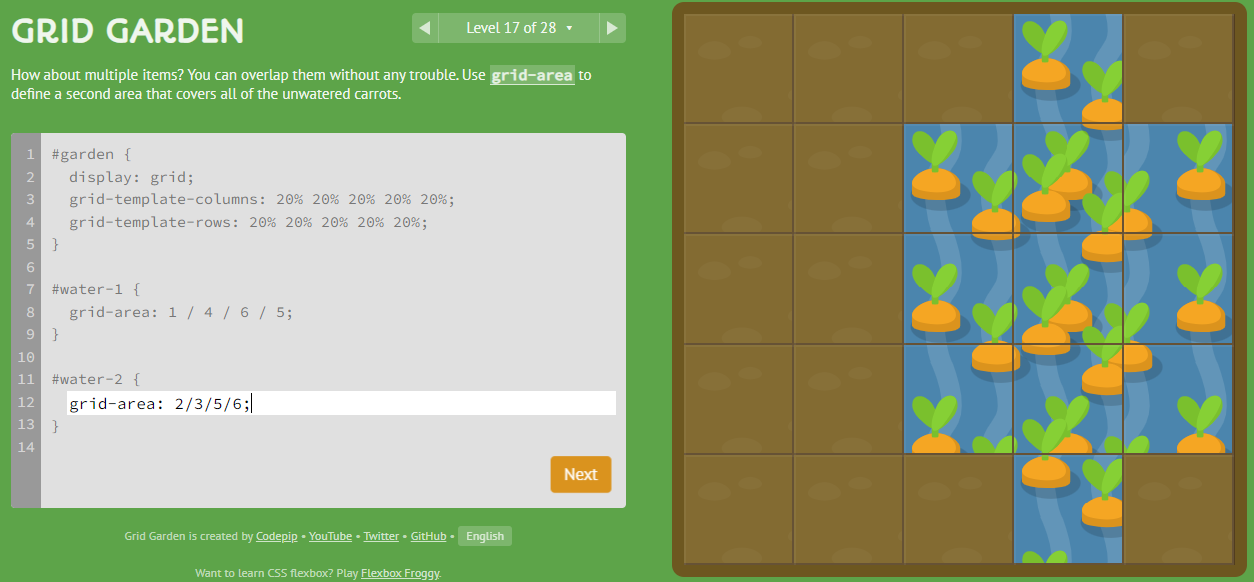 GRID GARDEN
Level 17 of 28
How about multiple items? You can overlap them without any trouble. Use grid-area to
define a second area that covers all of the unwatered carrots.
1 #garden {
2 display: grid;
3 grid-template-columns: 20% 20% 20% 20% 20%;
4 grid-template-rows: 20% 20% 20% 20% 20%;
5 }
6
7 #water-1 {
8 grid-area: 1 / 4 / 6 / 5;
9 }
10
11 #water-2 {
12 grid-area: 2/3/5/6;
13 }
14
Next
Grid Garden is created by Codepip • YouTube • Twitter • GitHub • English
Want to learn CSS flexbox? Play Flexbox Froggy.